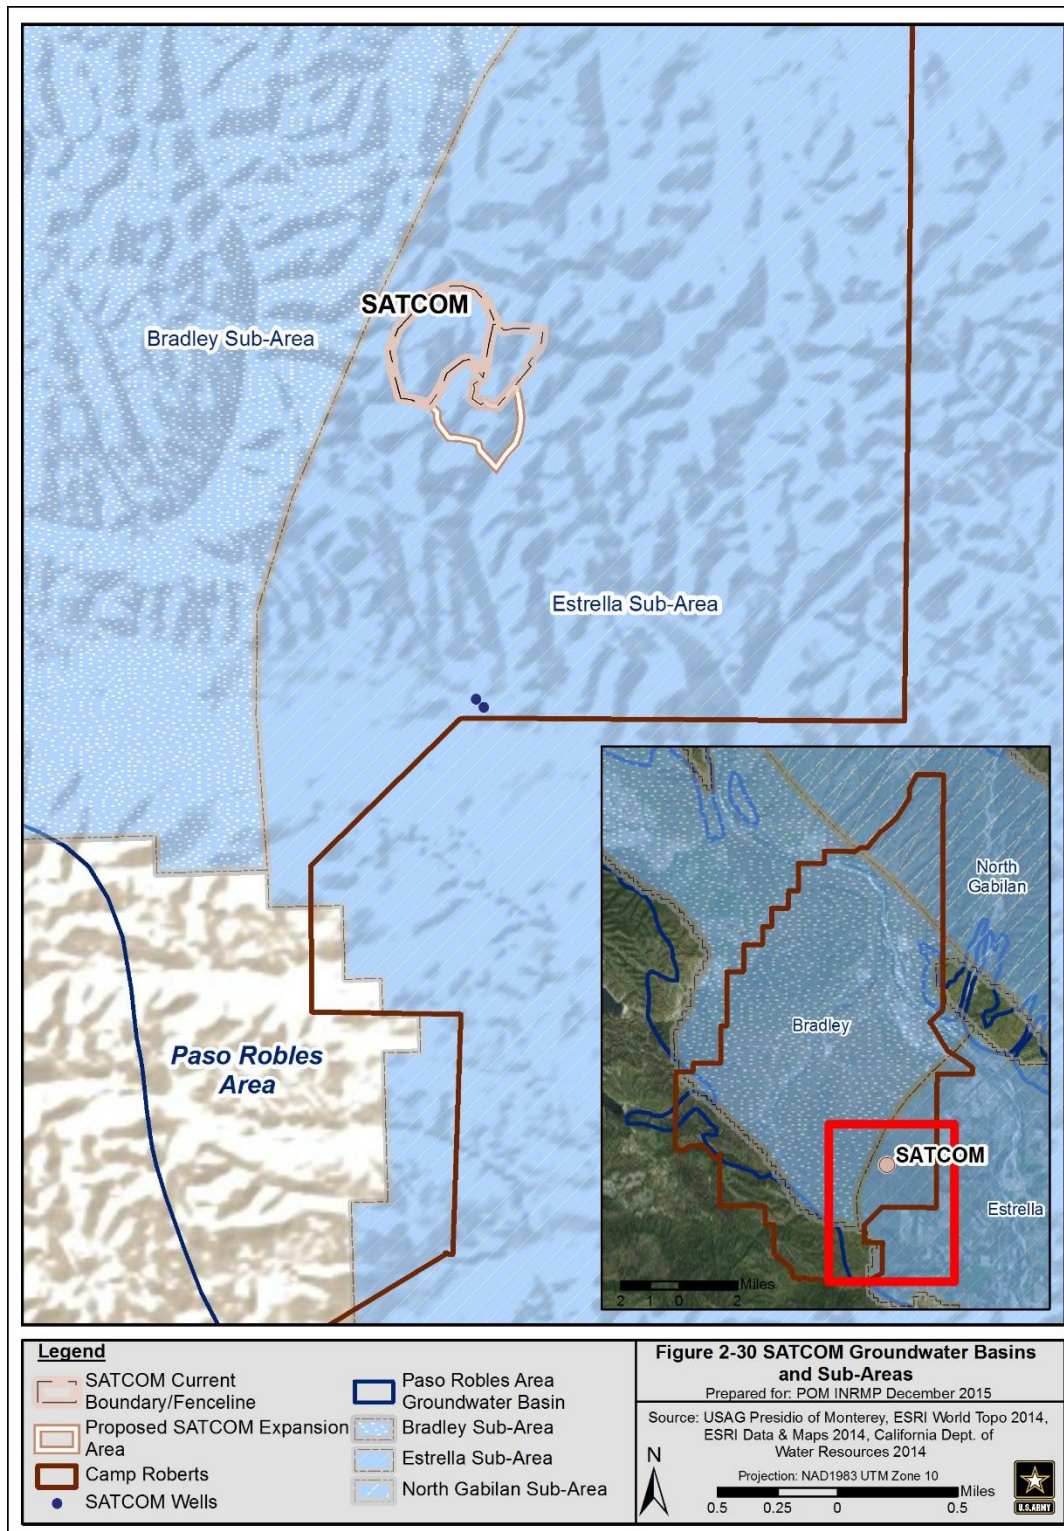 SATCOM
Bradley Sub-Area
Estrella Sub-Area
Paso Robles
Area
North
Gabilan
Bradley
SATCOM
Estrella
Miles
2 1 0 2
Legend
SATCOM Current
Boundary/Fenceline
Proposed SATCOM Expansion
Area
Camp Roberts
SATCOM Wells
Paso Robles Area
Groundwater Basin
Bradley Sub-Area
Estrella Sub-Area
North Gabilan Sub-Area
Figure 2-30 SATCOM Groundwater Basins
and Sub-Areas
Prepared for: POM INRMP December 2015
Source: USAG Presidio of Monterey, ESRI World Topo 2014,
ESRI Data & Maps 2014, California Dept. of
Water Resources 2014
N
Projection: NAD1983 UTM Zone 10
Miles
0.5 0.25 0 0.5
U.S.ARMY